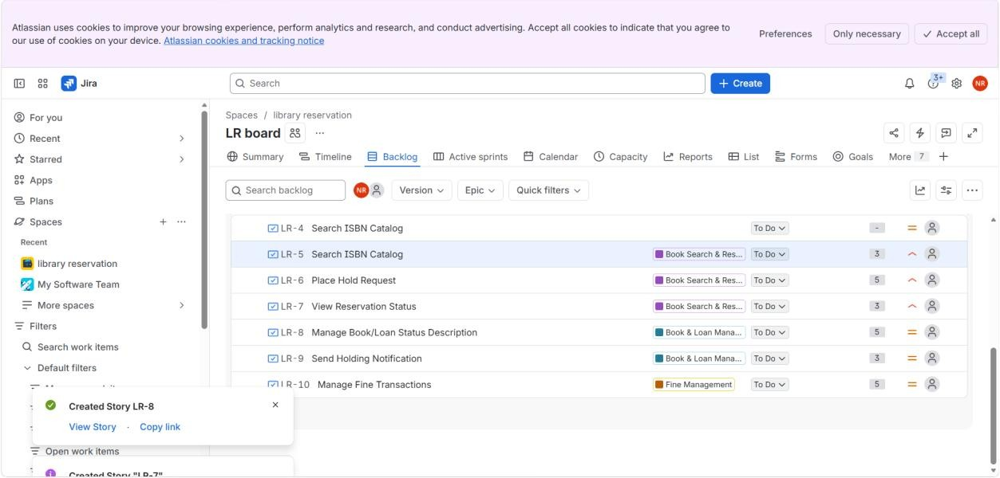 Atlassian uses cookies to improve your browsing experience, perform analytics and research, and conduct advertising. Accept all cookies to indicate that you agree to
our use of cookies on your device. Atlassian cookies and tracking notice
Preferences
Only necessary
Accept all
Jira
Search
Create
3+
NR
For you
Recent
Starred
Apps
Plans
Spaces
Recent
library reservation
My Software Team
More spaces
Filters
Search work items
Default filters
Open work items
Spaces / library reservation
LR board
Summary
Timeline
Backlog
Active sprints
Calendar
Capacity
Reports
List
Forms
Goals
More 7
Search backlog
NR
Version
Epic
Quick filters
LR-4 Search ISBN Catalog To Do -
LR-5 Search ISBN Catalog Book Search & Res... To Do 3
LR-6 Place Hold Request Book Search & Res... To Do 5
LR-7 View Reservation Status Book Search & Res... To Do 3
LR-8 Manage Book/Loan Status Description Book & Loan Mana... To Do 5
LR-9 Send Holding Notification Book & Loan Mana... To Do 3
LR-10 Manage Fine Transactions Fine Management To Do 5
Created Story LR-8
View Story · Copy link
Created Story "LR-7"